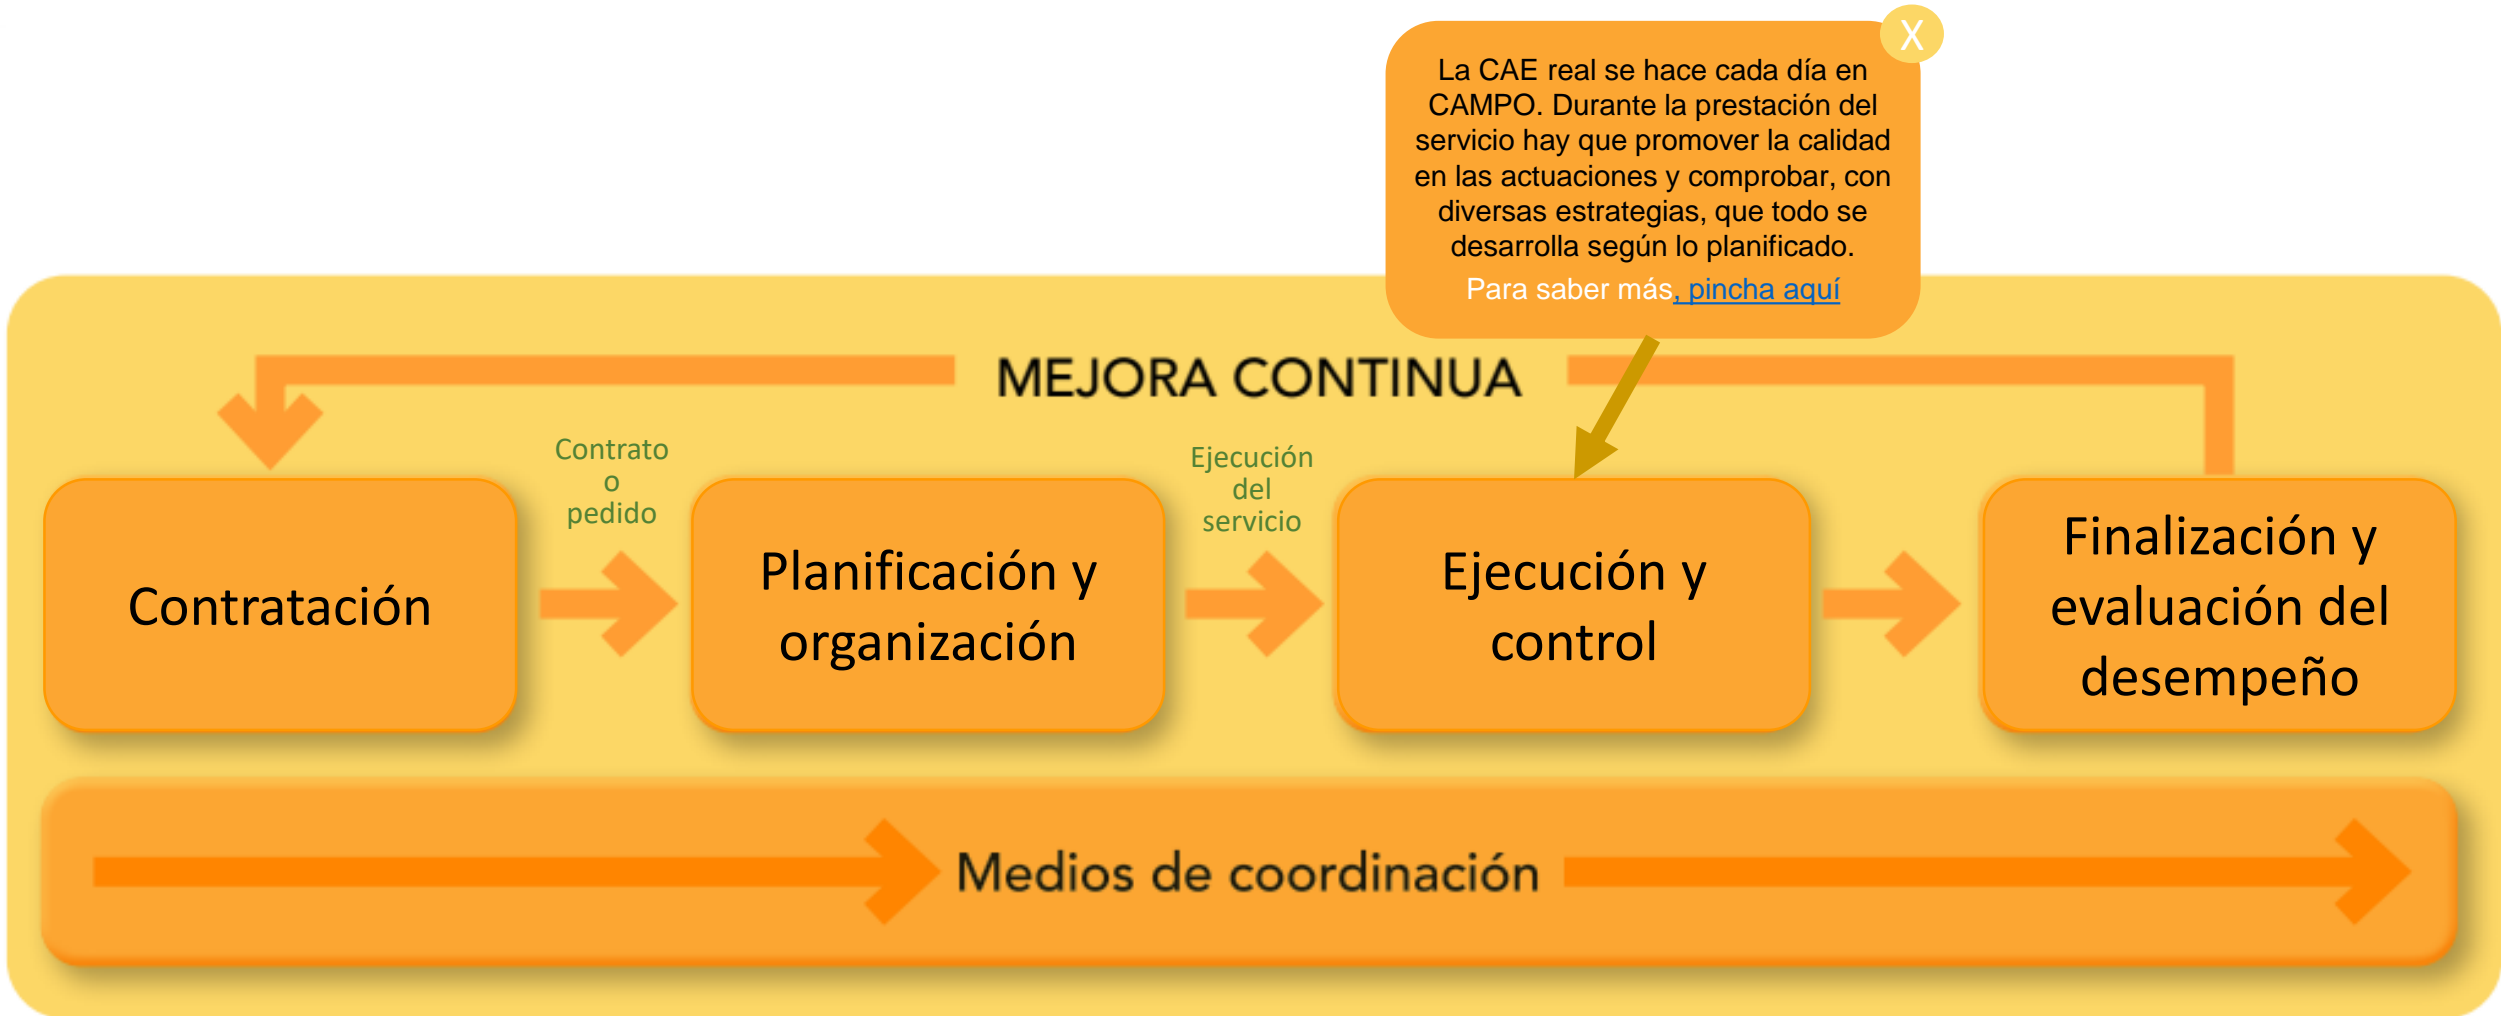 X
La CAE real se hace cada día en
CAMPO. Durante la prestación del
servicio hay que promover la calidad
en las actuaciones y comprobar, con
diversas estrategias, que todo se
desarrolla según lo planificado.
Para saber más, pincha aquí
MEJORA CONTINUA
Contratación
Contrato
o
pedido
Planificación y
organización
Ejecución
del
servicio
Ejecución y
control
Finalización y
evaluación del
desempeño
Medios de coordinación